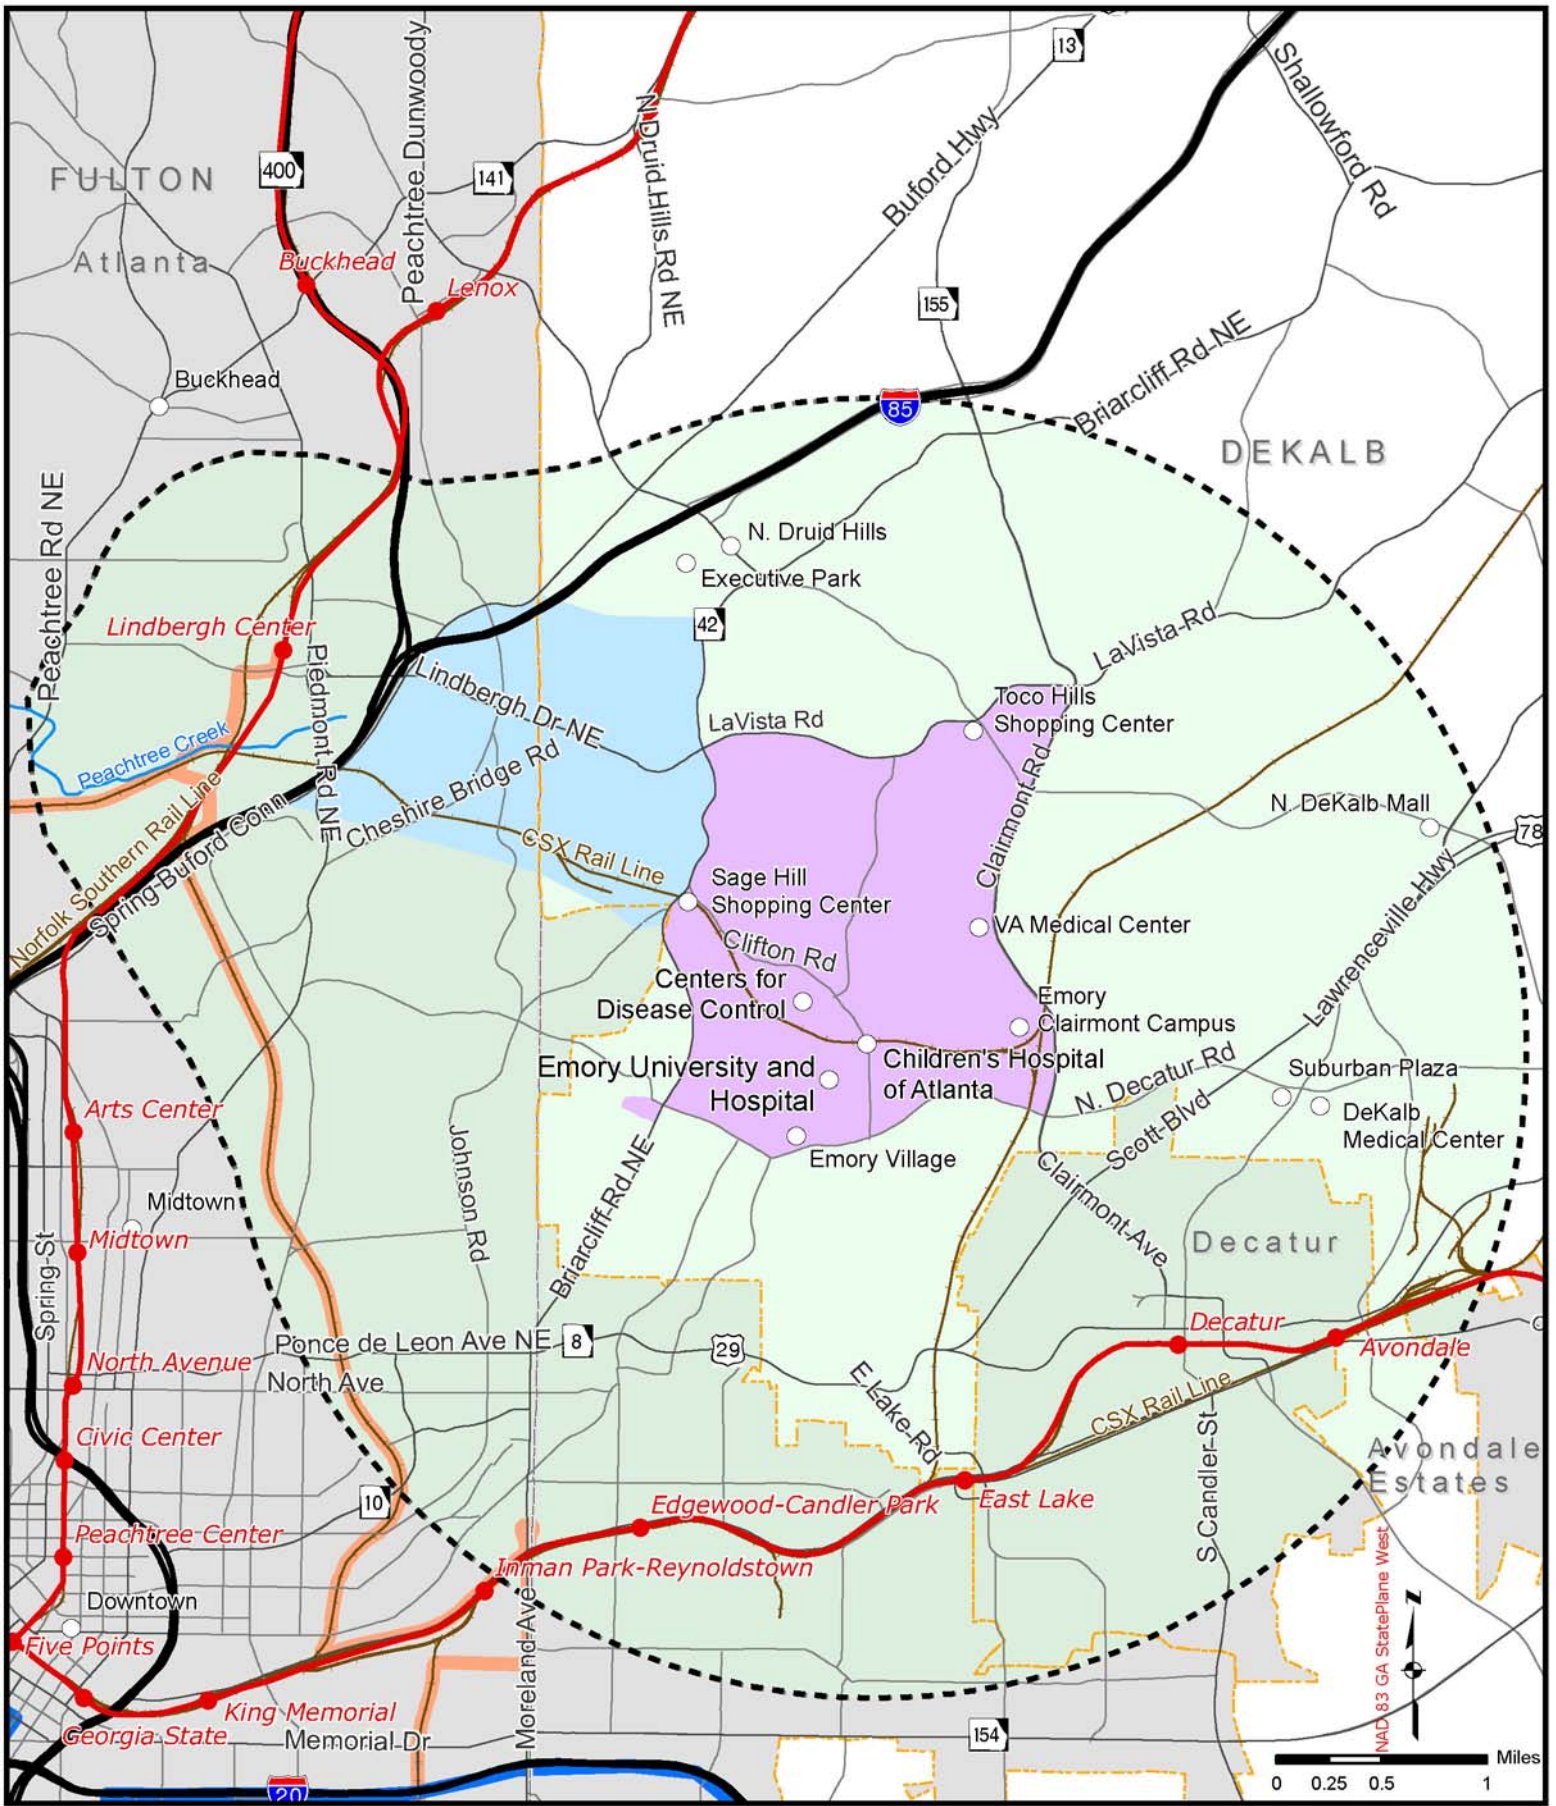 13
Shallowford Rd
Peachtree Dunwoody
N Druid Hills Rd NE
Buford Hwy
400
141
FULTON
Atlanta
Buckhead
Lenox
155
Briarcliff Rd NE
Buckhead
85
DEKALB
Peachtree Rd NE
N. Druid Hills
Executive Park
Lindbergh Center
42
LaVista Rd
Piedmont Rd NE
Lindbergh Dr NE
LaVista Rd
Toco Hills
Shopping Center
Peachtree Creek
Cheshire Bridge Rd
Clairmont Rd
N. DeKalb Mall
78
Norfolk Southern Rail Line
Spring-Buford Conn
CSX Rail Line
Sage Hill
Shopping Center
VA Medical Center
Lawrenceville Hwy
Clifton Rd
Centers for
Disease Control
Emory
Clairmont Campus
Emory University and
Hospital
Children's Hospital
of Atlanta
N. Decatur Rd
Suburban Plaza
Arts Center
Scott Blvd
DeKalb
Medical Center
Johnson Rd
Emory Village
Briarcliff Rd NE
Clairmont Ave
Midtown
Midtown
Spring St
Decatur
Ponce de Leon Ave NE
8
29
Decatur
Avondale
North Avenue
North Ave
E Lake Rd
CSX Rail Line
Civic Center
S Candler St
Avondale
Estates
10
Edgewood-Candler Park
East Lake
Peachtree Center
Inman Park-Reynoldstown
Downtown
Moreland Ave
Five Points
NAD 83 GA StatePlane West
N
King Memorial
Georgia State
Memorial Dr
154
20
Miles
0 0.25 0.5 1